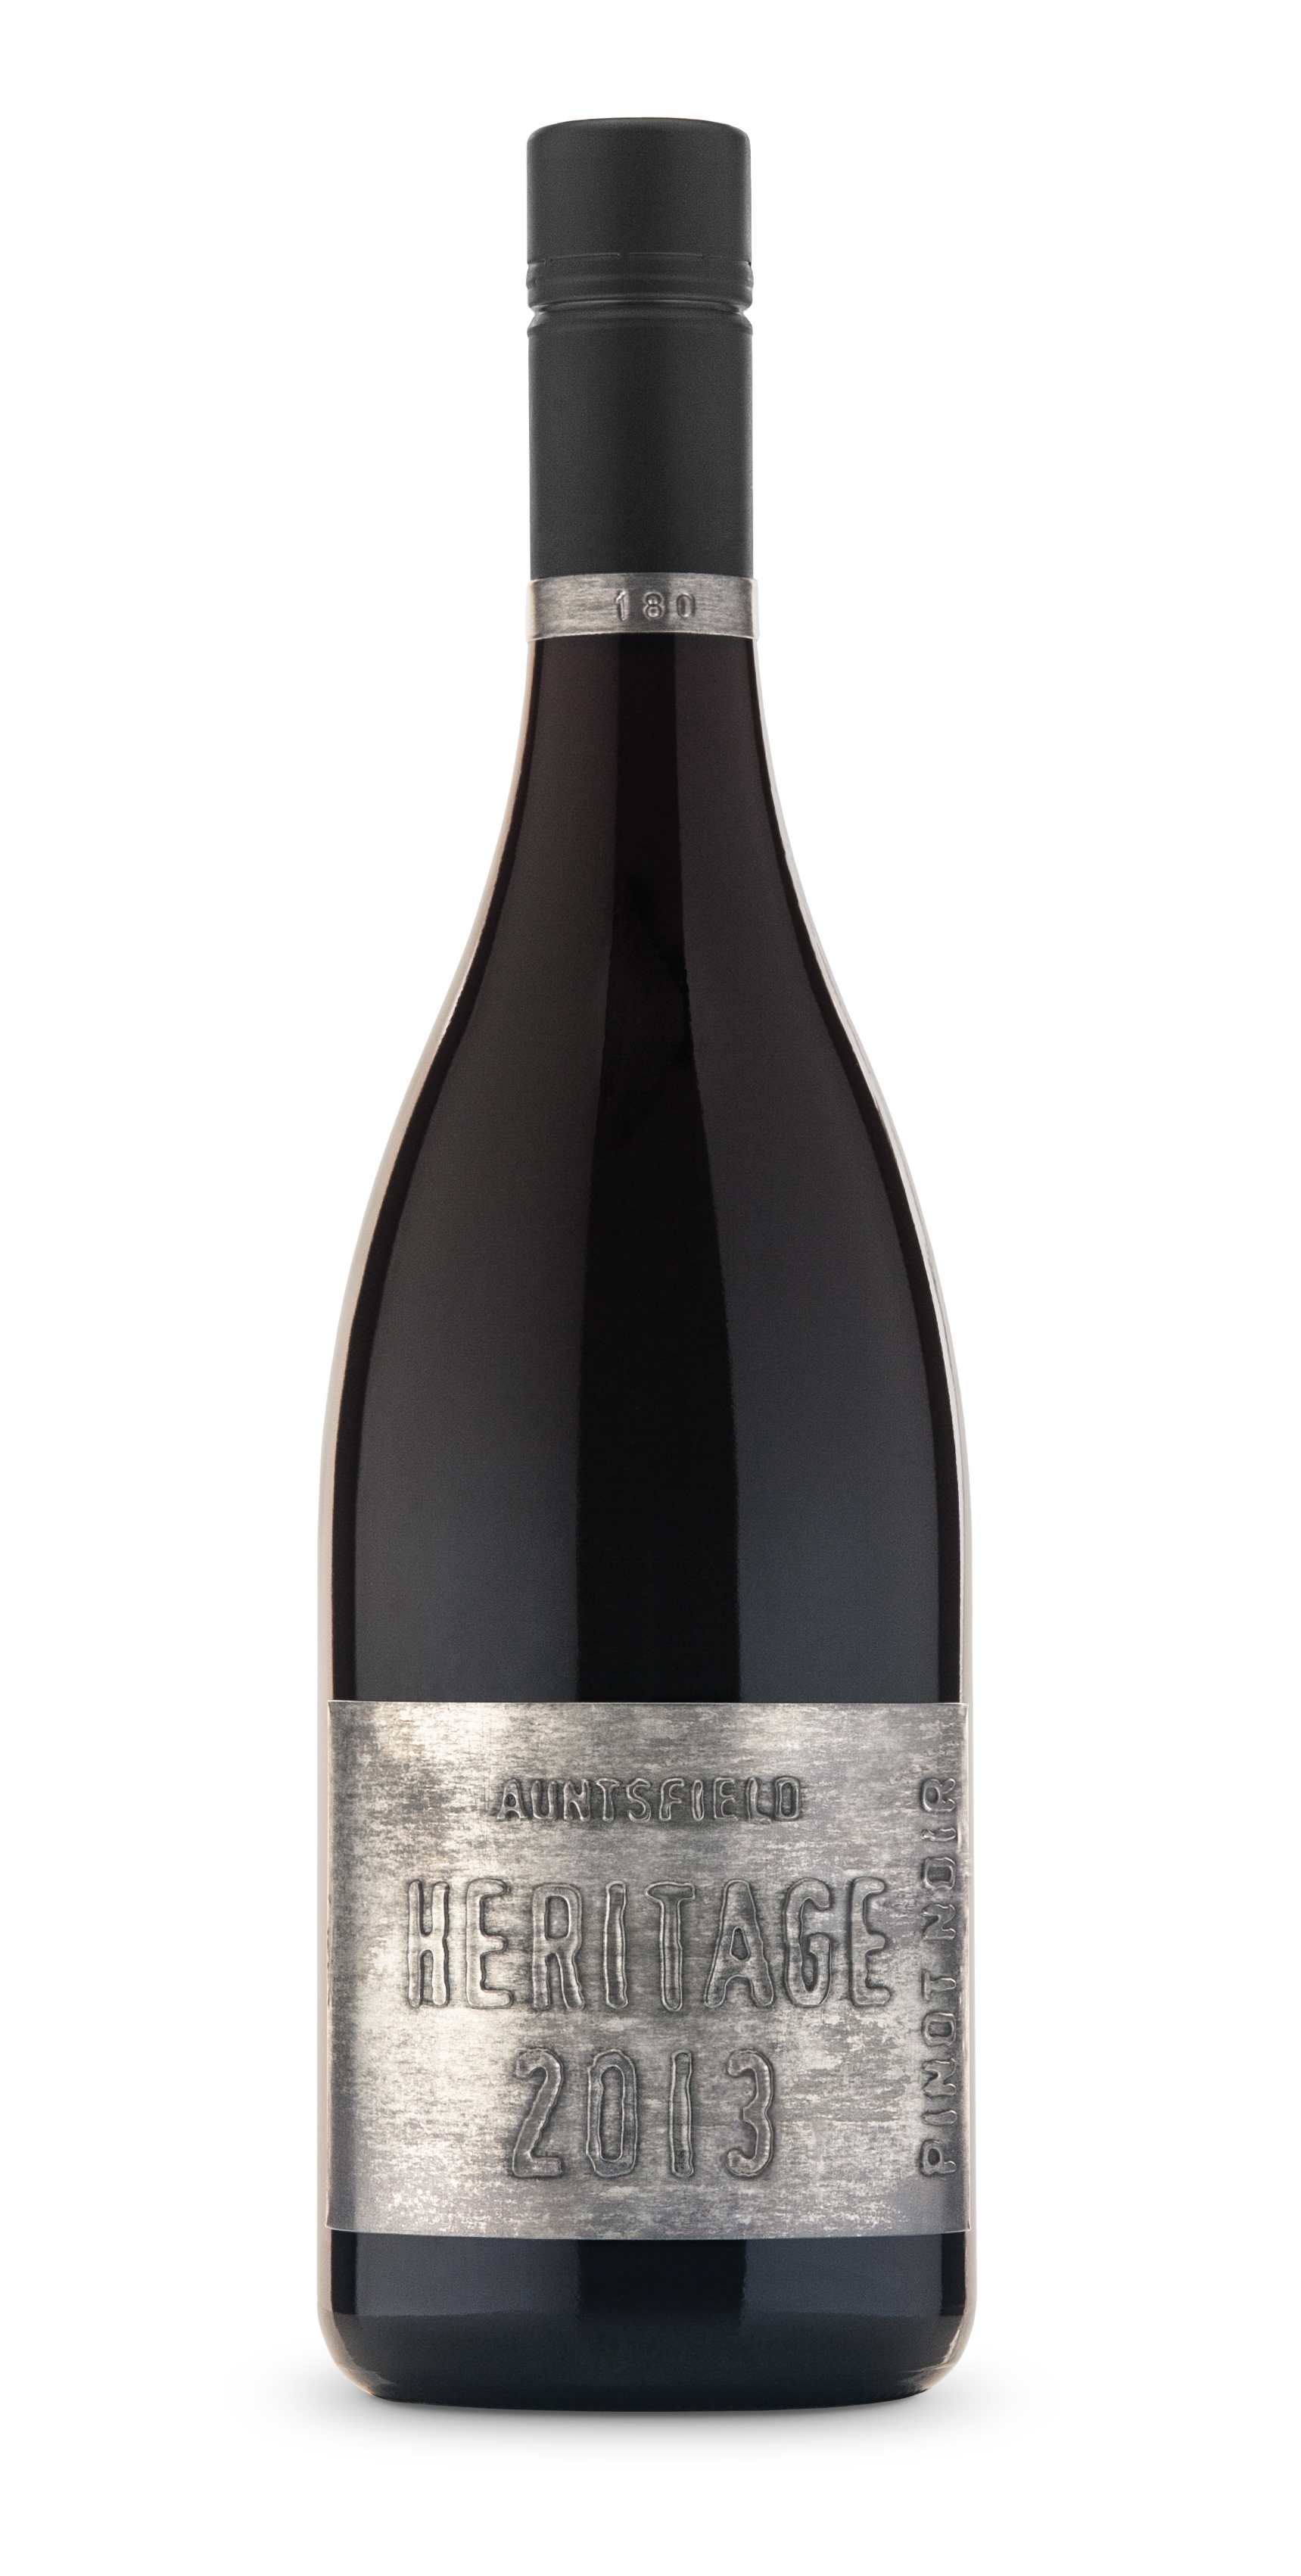 180
AUNTSFIELD
HERITAGE
2013
PINOT NOIR